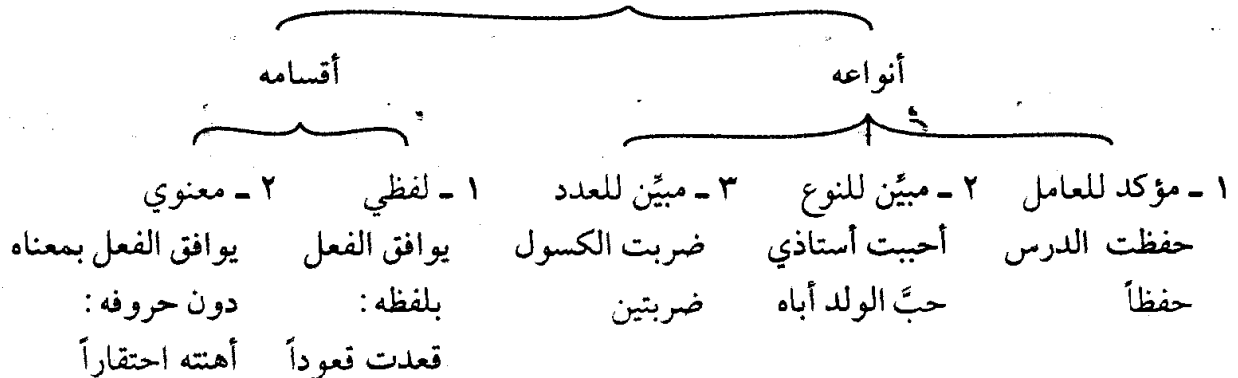 أنواعه أقسامه
١ ـ مؤكد للعامل ٢ ـ مبيِّن للنوع ٣ ـ مبيِّن للعدد ١ ـ لفظي ٢ ـ معنوي
حفظت الدرس أحببت أستاذي ضربت الكسول يوافق الفعل يوافق الفعل بمعناه
حفظاً حبَّ الولد أباه ضربتين بلفظه : دون حروفه :
قعدت قعوداً أهنته احتقاراً